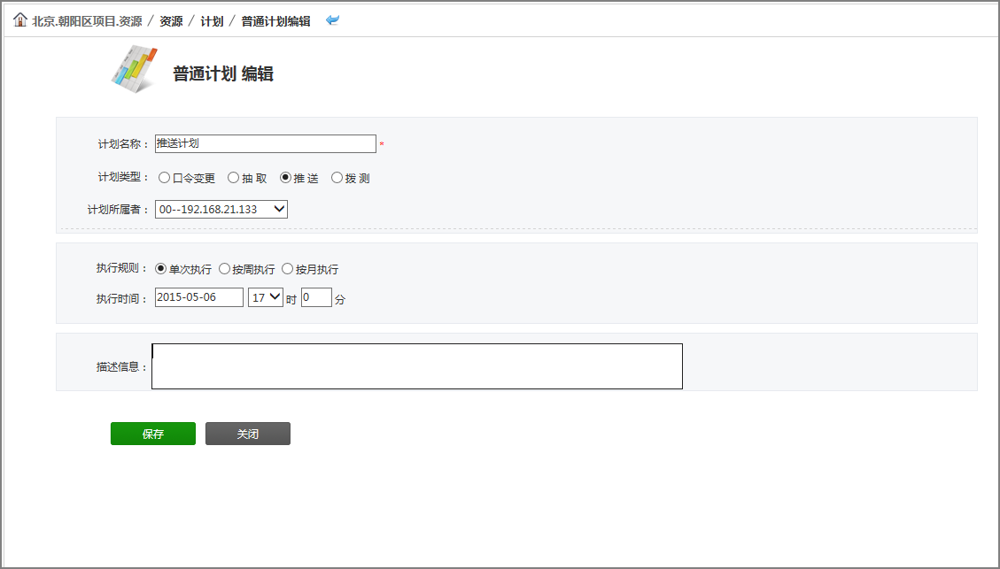 北京.朝阳区项目.资源 / 资源 / 计划 / 普通计划编辑
普通计划 编辑
计划名称： 推送计划 *
计划类型： 口令变更 抽 取 推 送 拨 测
计划所属者： 00--192.168.21.133
执行规则： 单次执行 按周执行 按月执行
执行时间： 2015-05-06 17 时 0 分
描述信息：
保存 关闭